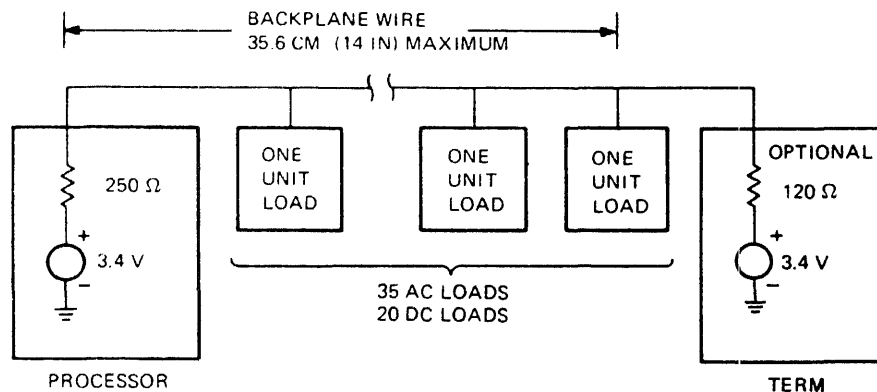 BACKPLANE WIRE
35.6 CM (14 IN) MAXIMUM
250 Ω
+
3.4 V
−
ONE
UNIT
LOAD
ONE
UNIT
LOAD
ONE
UNIT
LOAD
OPTIONAL
120 Ω
+
3.4 V
−
35 AC LOADS
20 DC LOADS
PROCESSOR
TERM